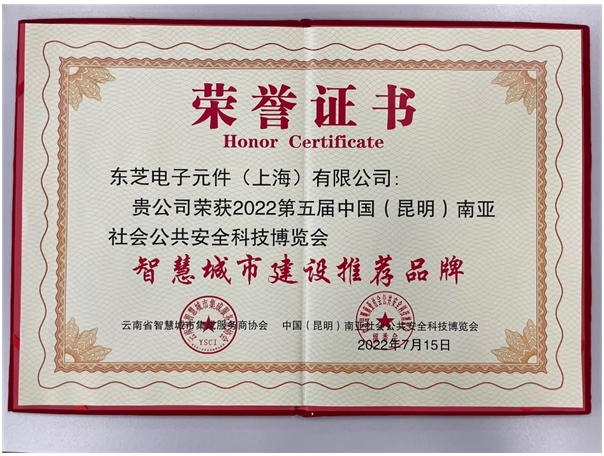 荣誉证书
Honor Certificate
东芝电子元件（上海）有限公司：
贵公司荣获2022第五届中国（昆明）南亚
社会公共安全科技博览会
智慧城市建设推荐品牌
云南省智慧城市集成服务商协会 中国（昆明）南亚社会公共安全科技博览会
YSCI
2022年7月15日